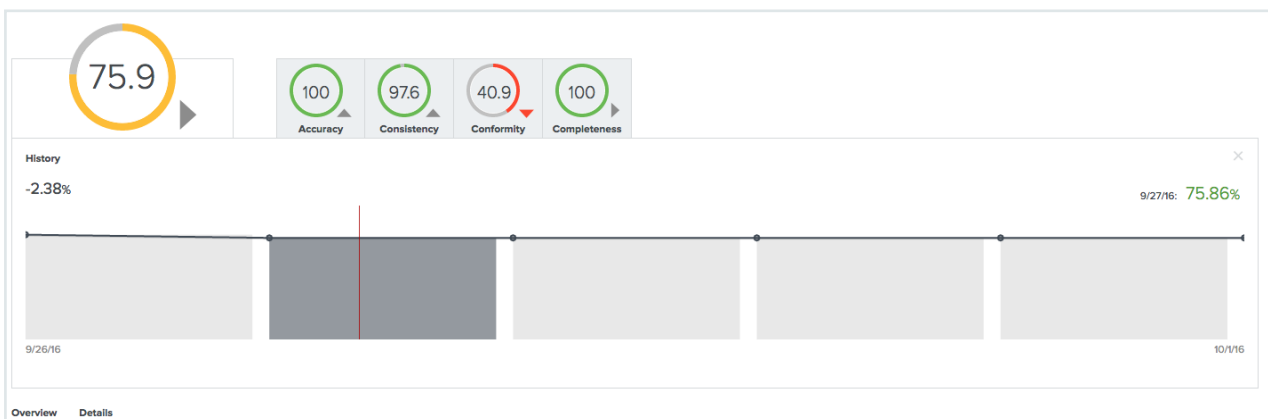 75.9
100
97.6
40.9
100
Accuracy
Consistency
Conformity
Completeness
History
-2.38%
9/27/16: 75.86%
9/26/16
10/1/16
Overview Details